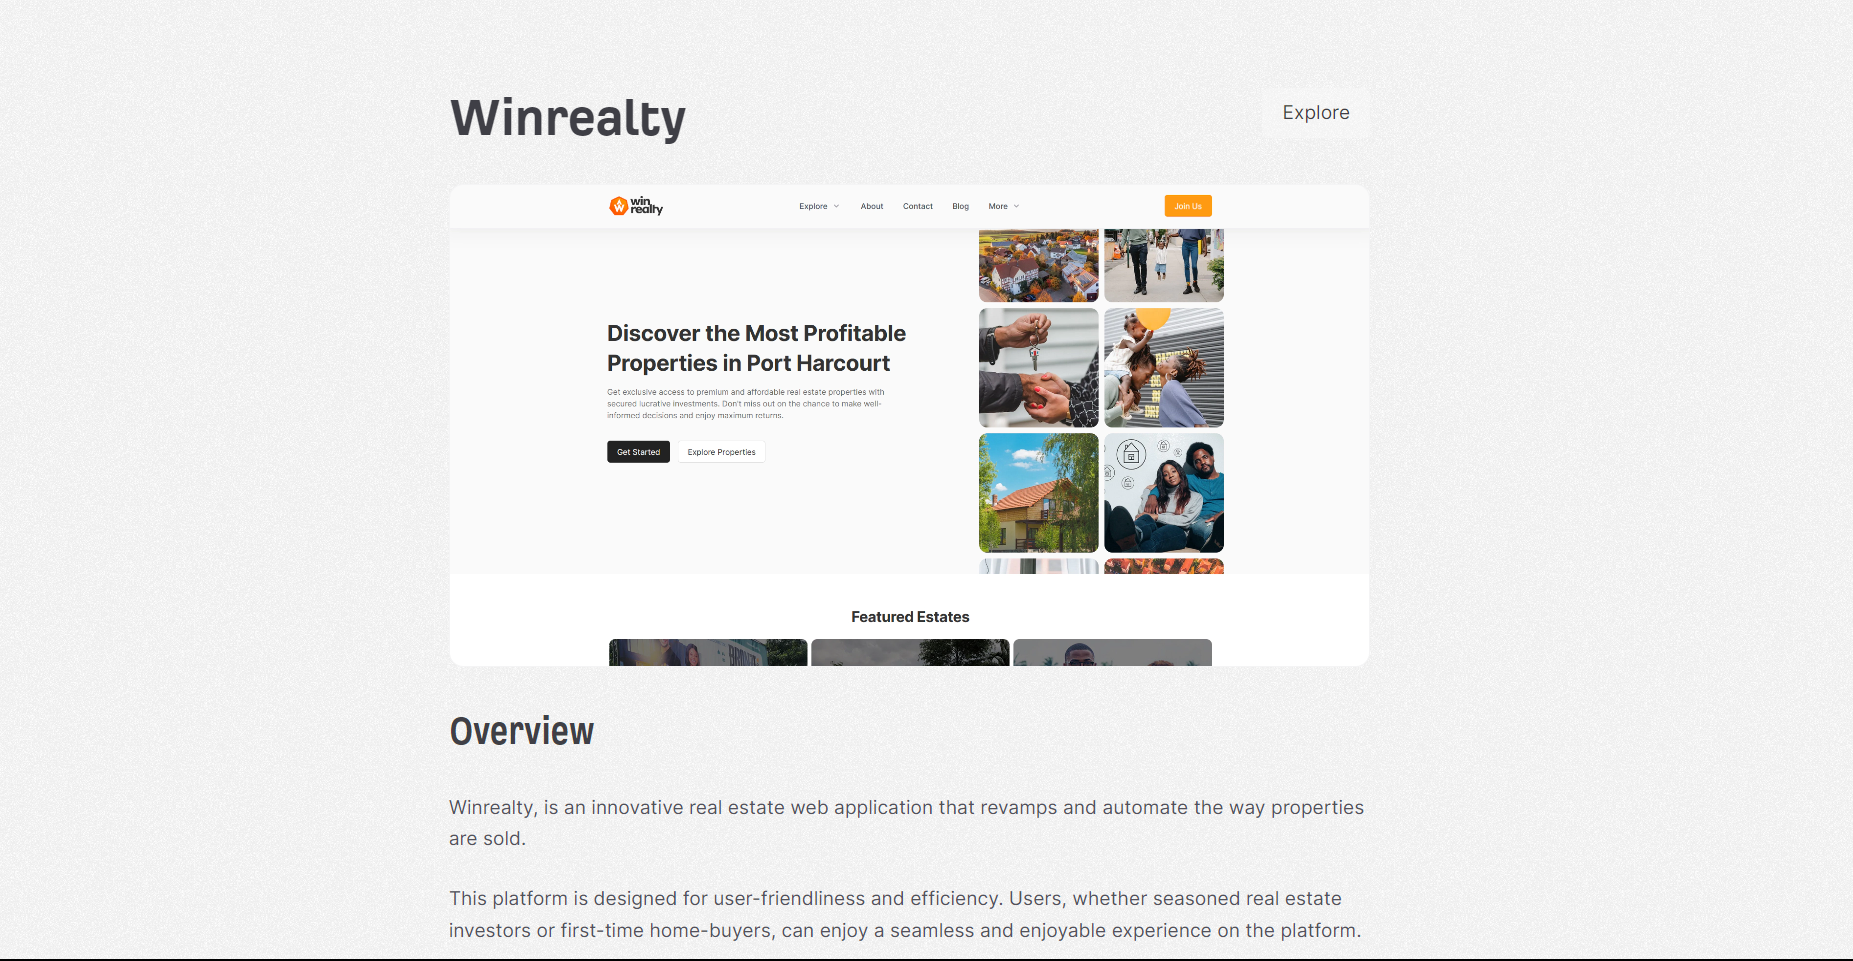 Winrealty
Explore
win
realty
Explore
About
Contact
Blog
More
Join Us
Discover the Most Profitable
Properties in Port Harcourt
Get exclusive access to premium and affordable real estate properties with
secured lucrative investments. Don't miss out on the chance to make well-
informed decisions and enjoy maximum returns.
Get Started
Explore Properties
Featured Estates
Overview
Winrealty, is an innovative real estate web application that revamps and automate the way properties
are sold.
This platform is designed for user-friendliness and efficiency. Users, whether seasoned real estate
investors or first-time home-buyers, can enjoy a seamless and enjoyable experience on the platform.